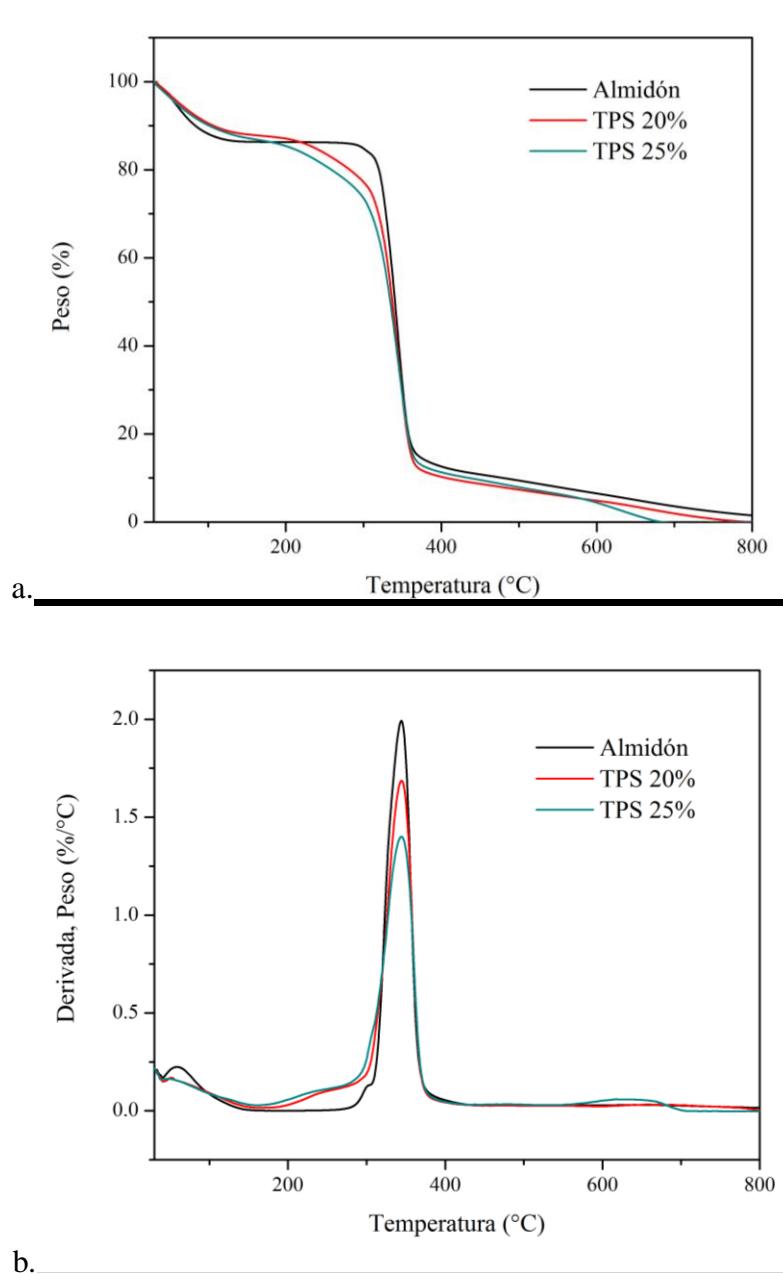 100
80
60
40
20
0
Peso (%)
Almidón
TPS 20%
TPS 25%
200
400
600
800
Temperatura (°C)
a.
2.0
1.5
1.0
0.5
0.0
Derivada, Peso (%/°C)
Almidón
TPS 20%
TPS 25%
200
400
600
800
Temperatura (°C)
b.